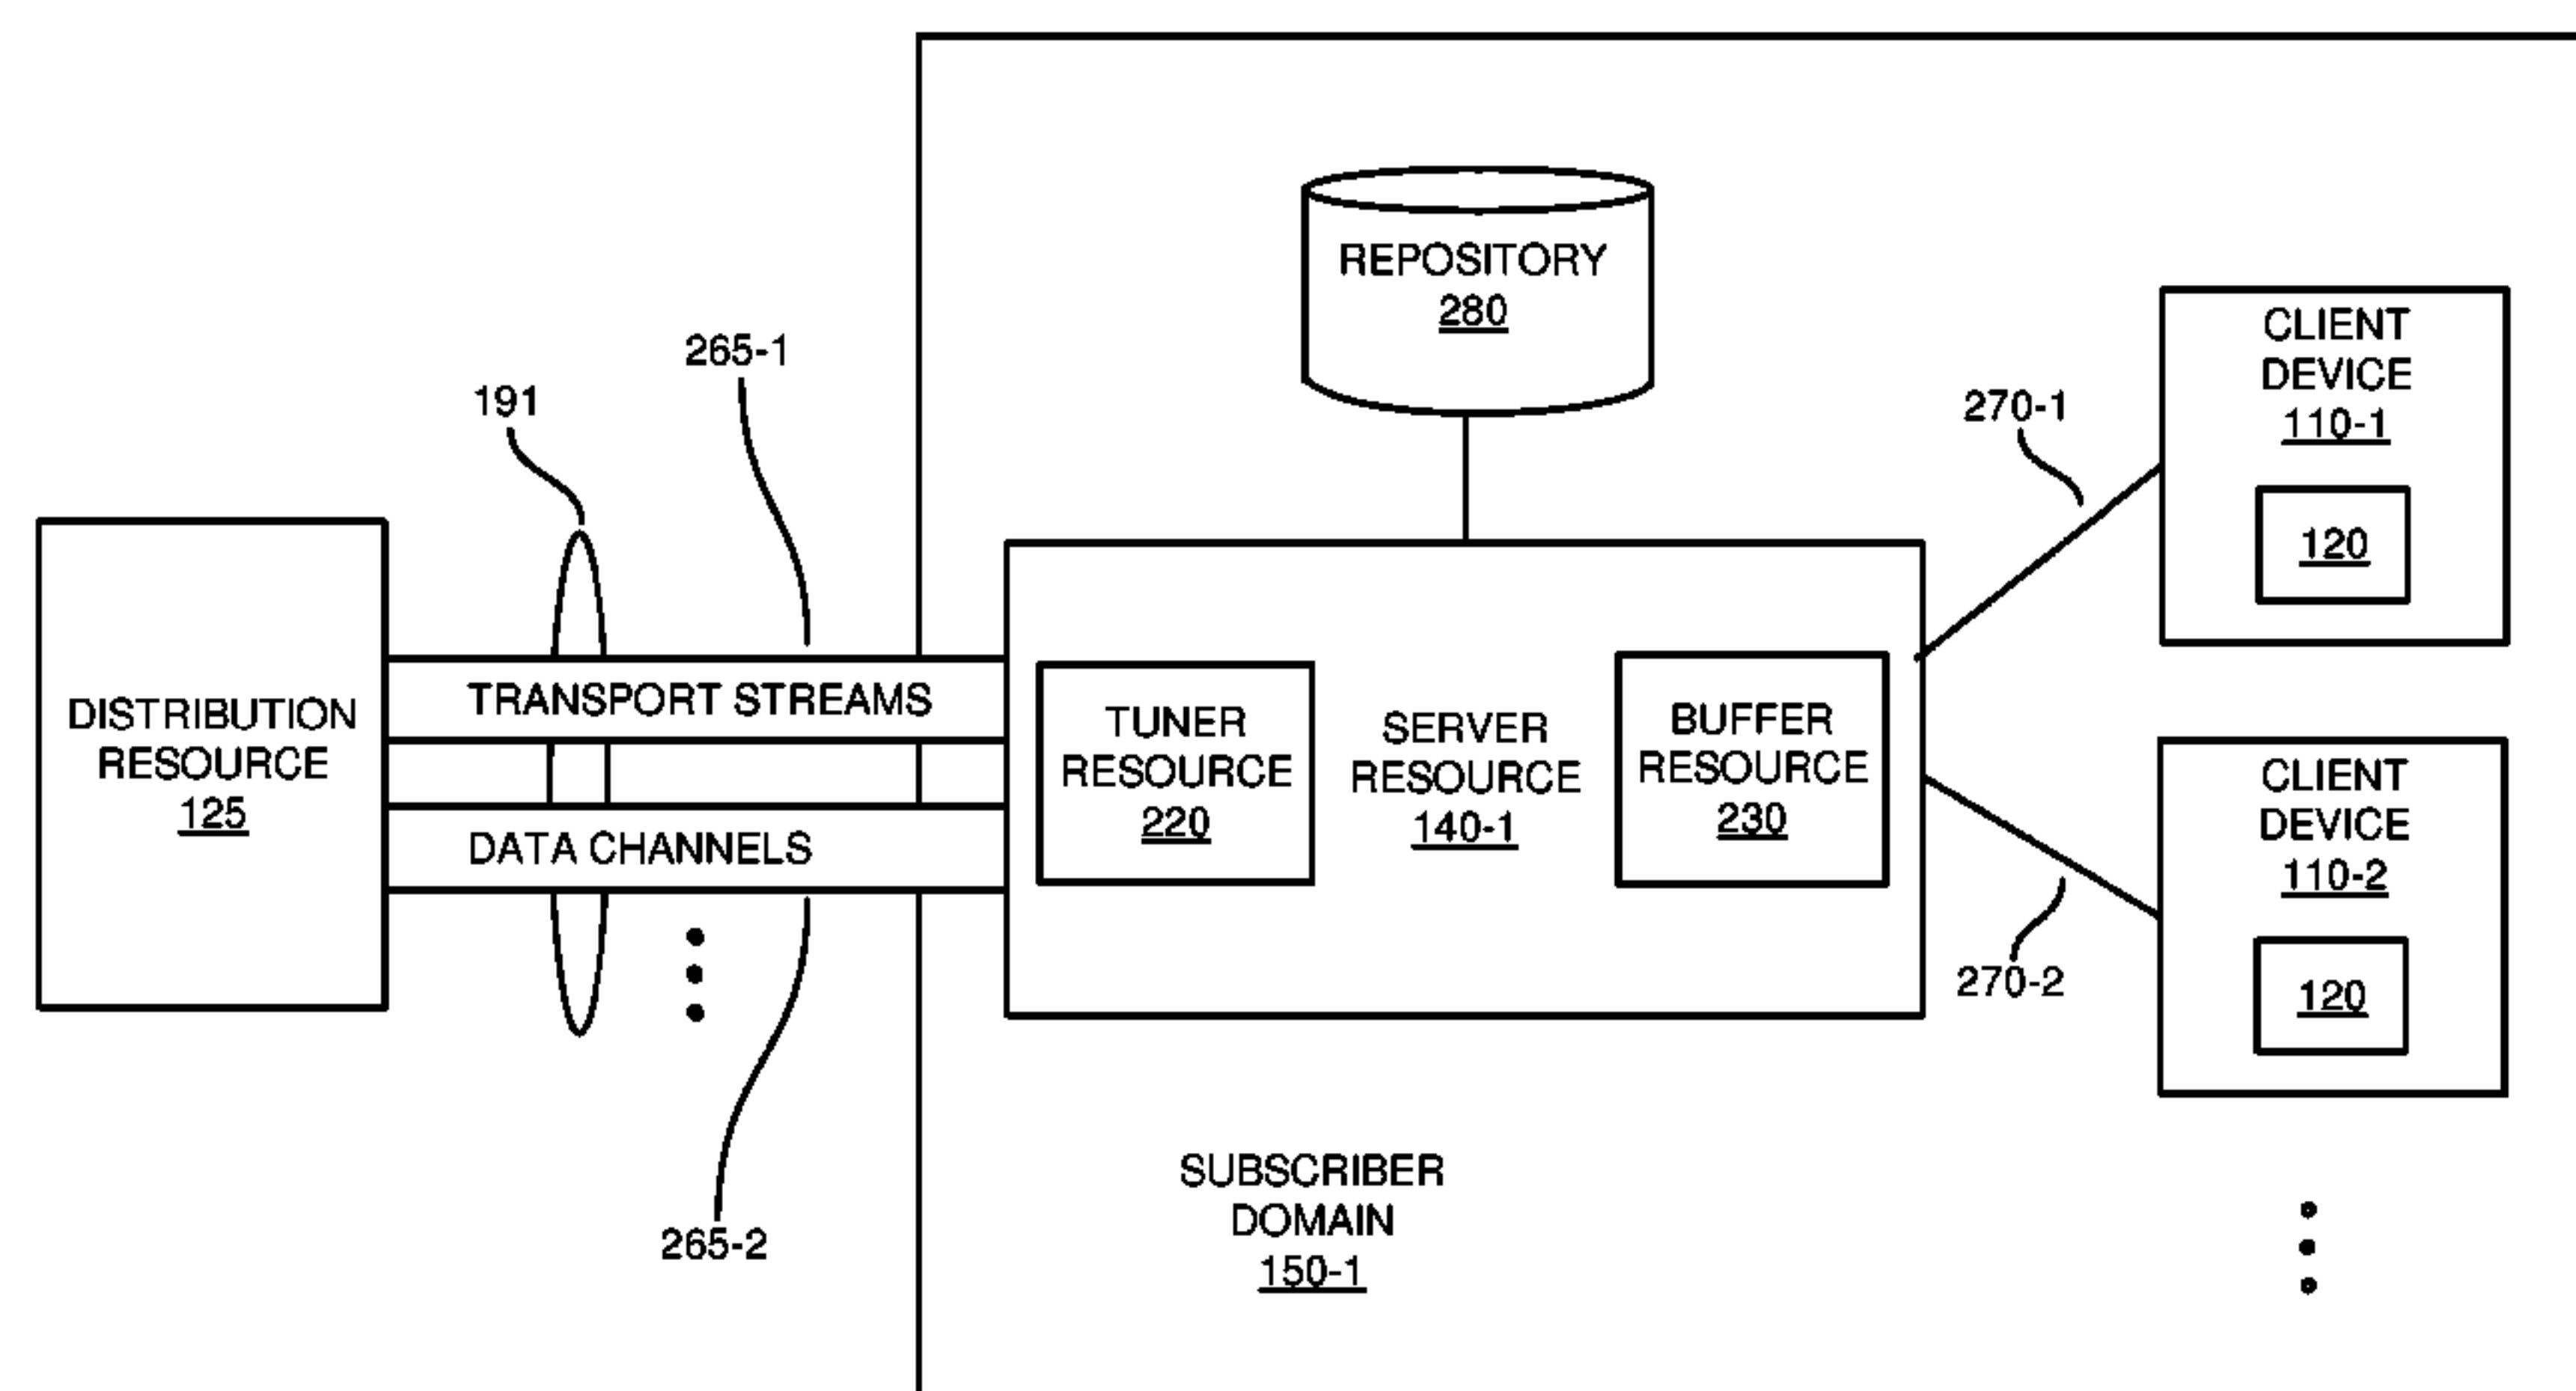 REPOSITORY
280
265-1
191
CLIENT
DEVICE
110-1
120
270-1
DISTRIBUTION
RESOURCE
125
TRANSPORT STREAMS
DATA CHANNELS
TUNER
RESOURCE
220
SERVER
RESOURCE
140-1
BUFFER
RESOURCE
230
CLIENT
DEVICE
110-2
120
270-2
265-2
SUBSCRIBER
DOMAIN
150-1